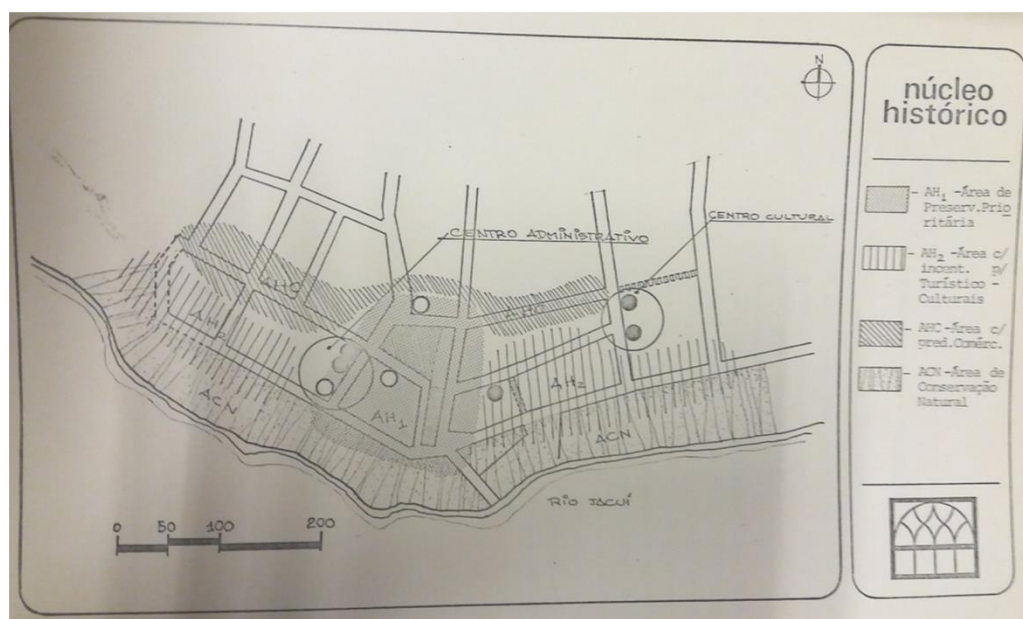 N
CENTRO CULTURAL
CENTRO ADMINISTRATIVO
AHC
AHC
AH
AH2
AH1
ACN
ACN
RIO JACUÍ
0 50 100 200
núcleo
histórico
AH1 -Área de
Preserv.Prio
ritária
AH2 -Área c/
incent. p/
Turístico -
Culturais
AHC-Área c/
pred.Comérc.
ACN-Área de
Conservação
Natural